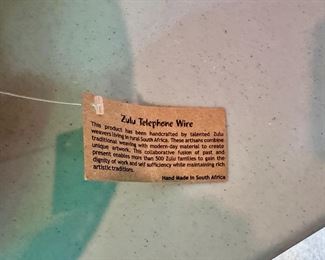 Zulu Telephone Wire
This product has been handcrafted by talented Zulu
weavers living in rural South Africa. These artisans combine
traditional weaving with modern-day material to create
unique artwork. This collaborative fusion of past and
present enables more than 500 Zulu families to gain the
dignity of work and self sufficiency while maintaining rich
artistic traditions.
Hand Made in South Africa